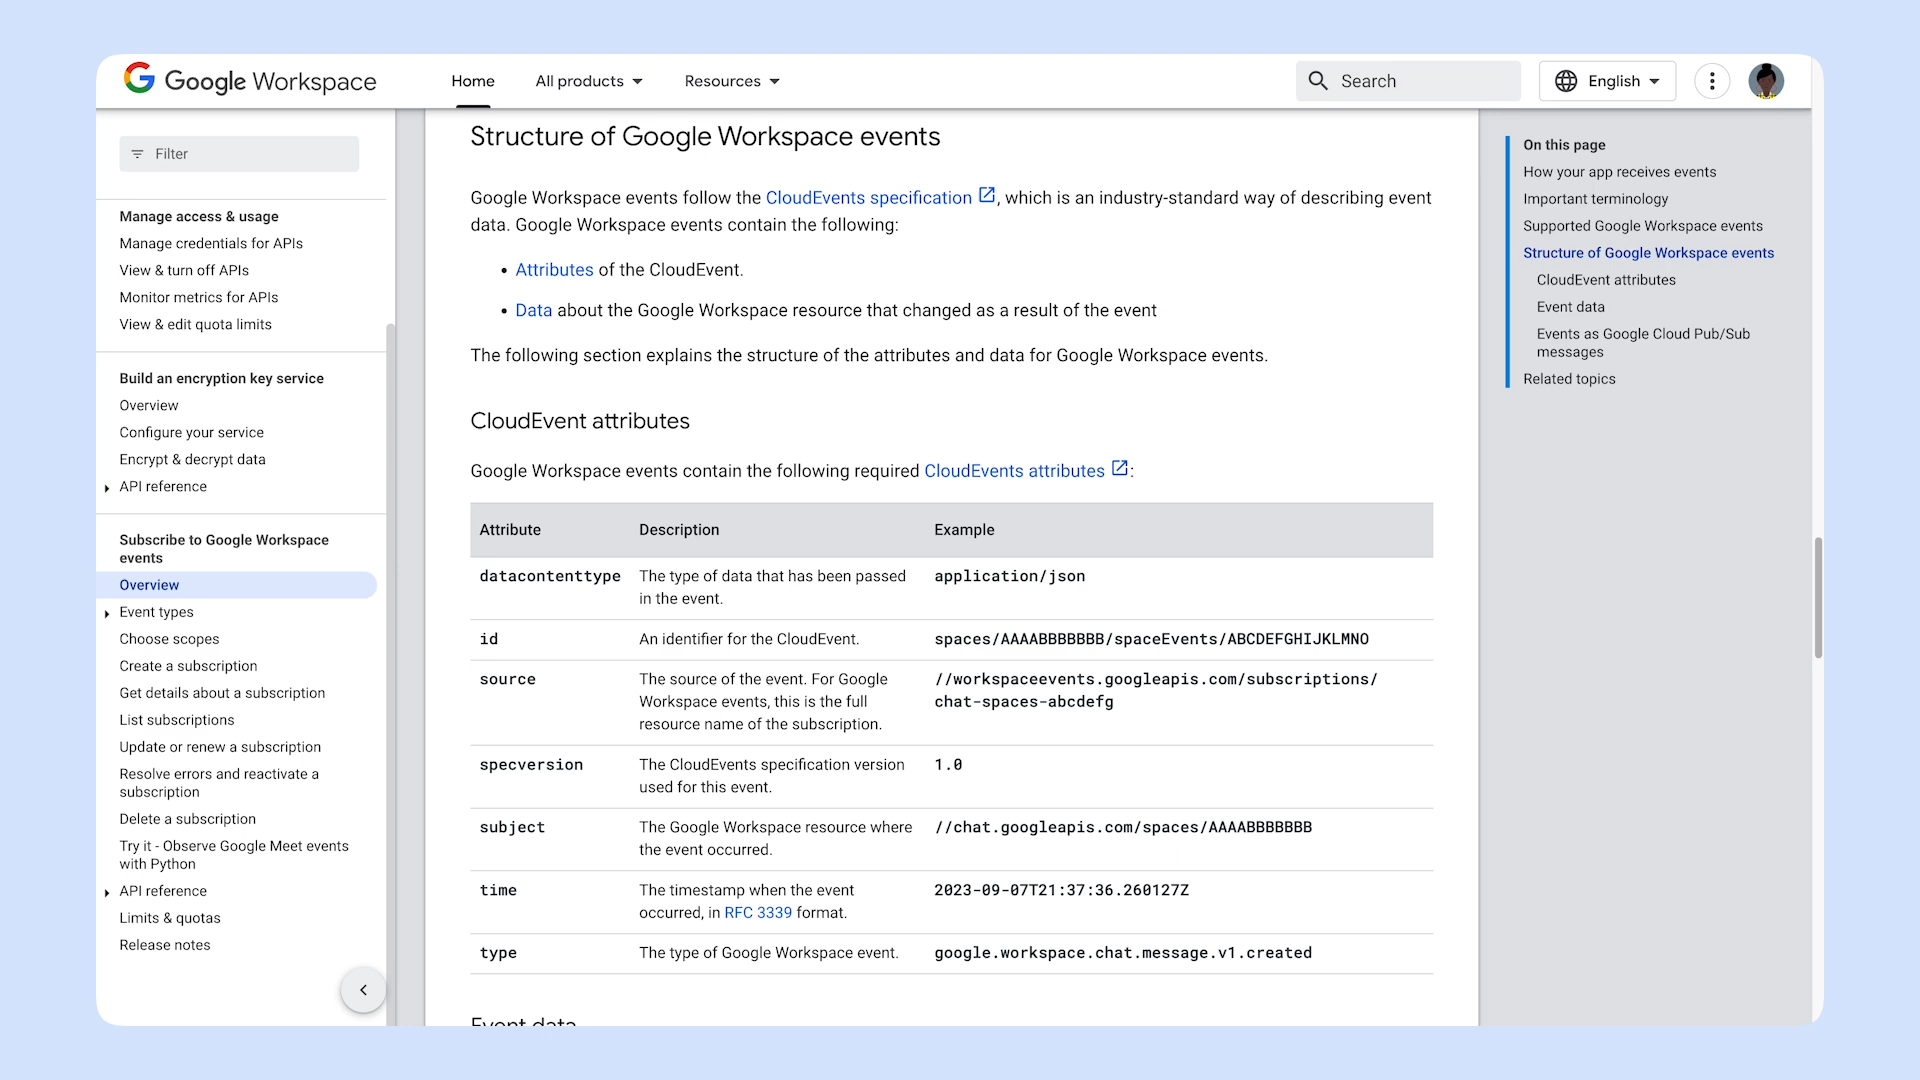 Google Workspace
Home
All products
Resources
Search
English
Filter
Manage access & usage
Manage credentials for APIs
View & turn off APIs
Monitor metrics for APIs
View & edit quota limits
Build an encryption key service
Overview
Configure your service
Encrypt & decrypt data
API reference
Subscribe to Google Workspace
events
Overview
Event types
Choose scopes
Create a subscription
Get details about a subscription
List subscriptions
Update or renew a subscription
Resolve errors and reactivate a
subscription
Delete a subscription
Try it - Observe Google Meet events
with Python
API reference
Limits & quotas
Release notes
Structure of Google Workspace events
Google Workspace events follow the CloudEvents specification , which is an industry-standard way of describing event
data. Google Workspace events contain the following:
• Attributes of the CloudEvent.
• Data about the Google Workspace resource that changed as a result of the event
The following section explains the structure of the attributes and data for Google Workspace events.
CloudEvent attributes
Google Workspace events contain the following required CloudEvents attributes :
Attribute Description Example
datacontenttype The type of data that has been passed application/json
in the event.
id An identifier for the CloudEvent. spaces/AAAABBBBBBB/spaceEvents/ABCDEFGHIJKLMNO
source The source of the event. For Google //workspaceevents.googleapis.com/subscriptions/
Workspace events, this is the full chat-spaces-abcdefg
resource name of the subscription.
specversion The CloudEvents specification version 1.0
used for this event.
subject The Google Workspace resource where //chat.googleapis.com/spaces/AAAABBBBBBB
the event occurred.
time The timestamp when the event 2023-09-07T21:37:36.260127Z
occurred, in RFC 3339 format.
type The type of Google Workspace event. google.workspace.chat.message.v1.created
Event data
On this page
How your app receives events
Important terminology
Supported Google Workspace events
Structure of Google Workspace events
CloudEvent attributes
Event data
Events as Google Cloud Pub/Sub
messages
Related topics